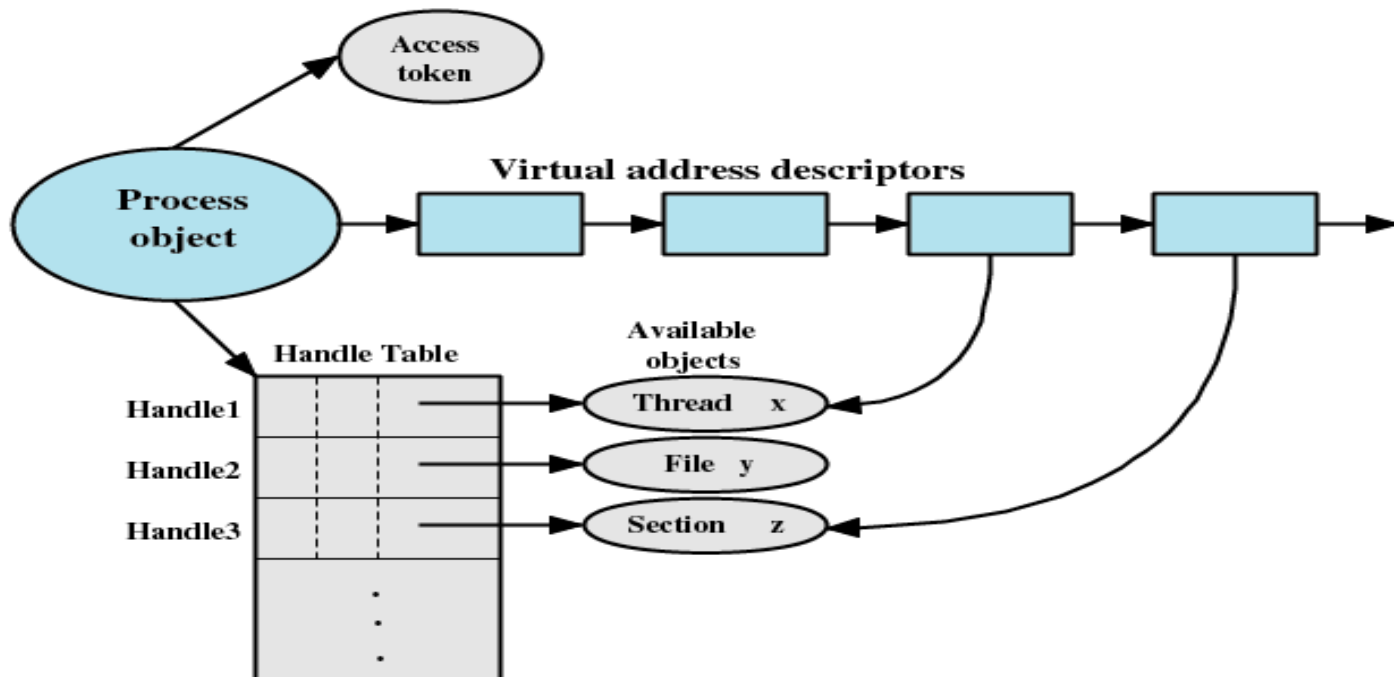 Access
token
Virtual address descriptors
Process
object
Available
objects
Handle Table
Handle1
Thread x
Handle2
File y
Handle3
Section z